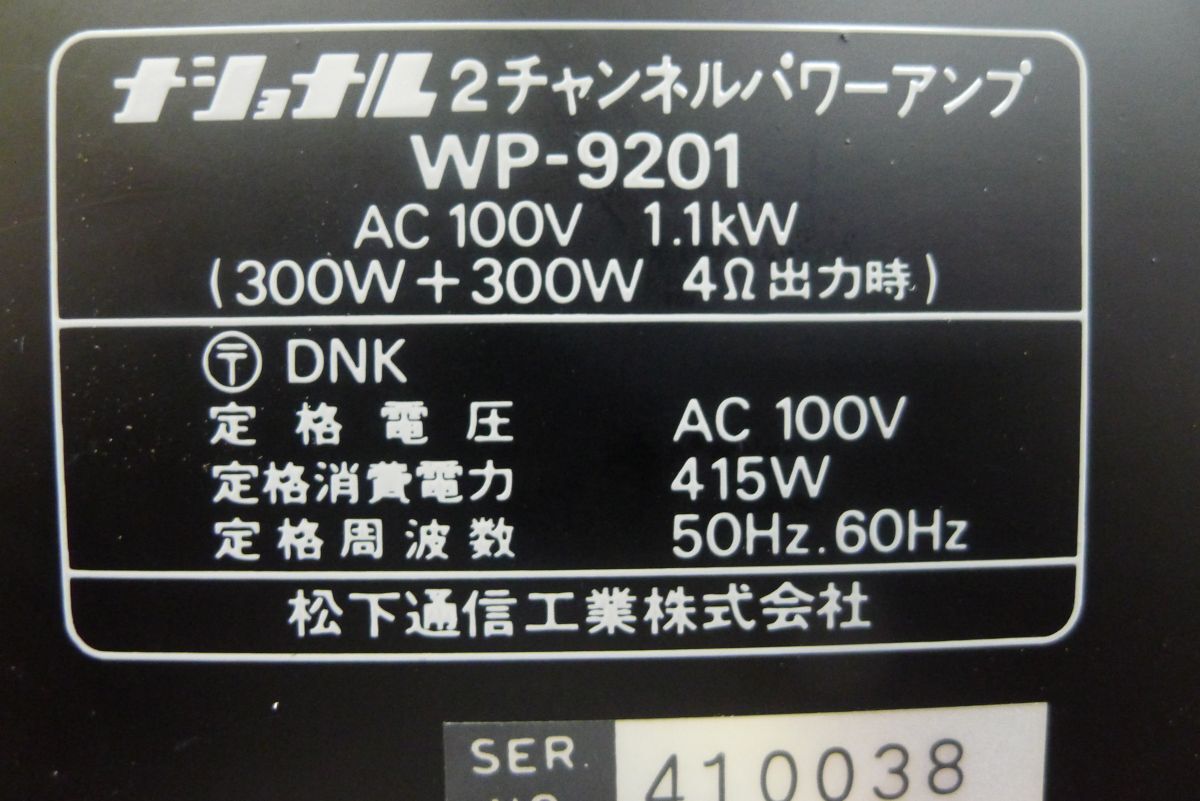 ナショナル 2チャンネルパワーアンプ
WP-9201
AC 100V 1.1kW
(300W+300W 4Ω出力時)
〒 DNK
定格電圧 AC 100V
定格消費電力 415W
定格周波数 50Hz.60Hz
松下通信工業株式会社
SER. 410038